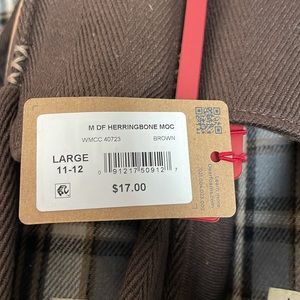 M DF HERRINGBONE MOC
WMCC 40723 BROWN
LARGE
11-12
0 91217 50912 7
$17.00